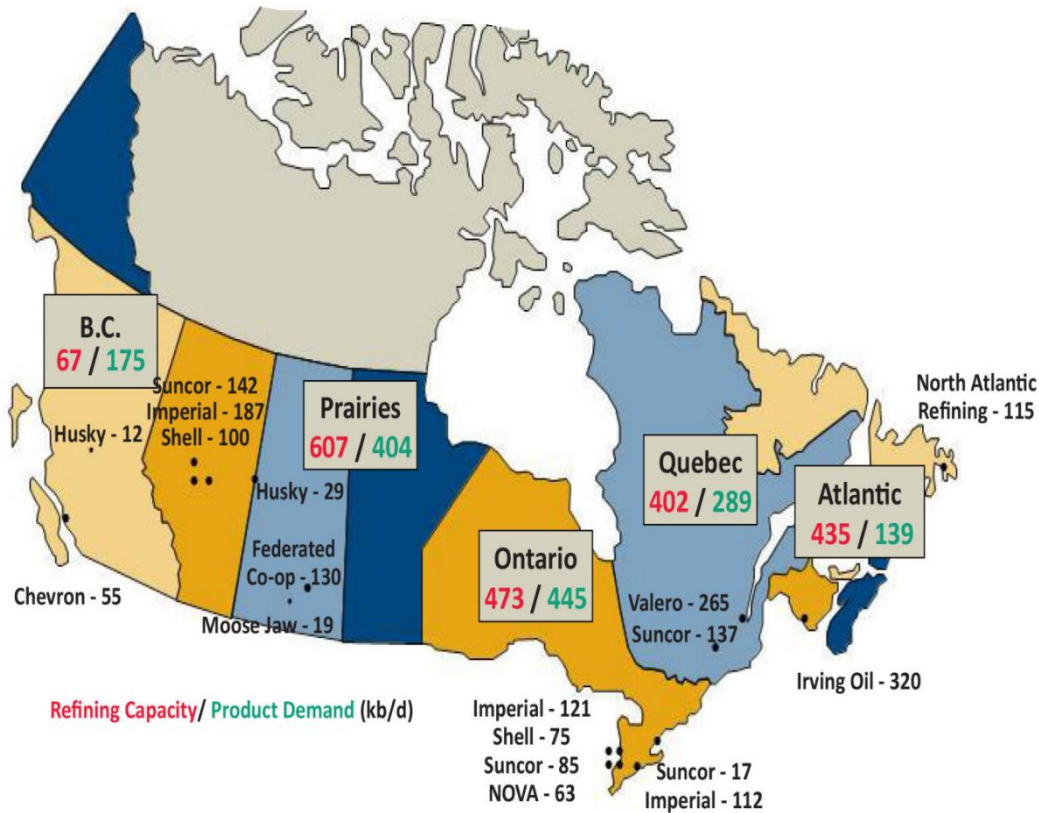 B.C.
67 / 175
Suncor - 142
Imperial - 187
Shell - 100
Husky - 12
Chevron - 55
Prairies
607 / 404
Husky - 29
Federated
Co-op - 130
Moose Jaw - 19
Ontario
473 / 445
Quebec
402 / 289
Valero - 265
Suncor - 137
North Atlantic
Refining - 115
Atlantic
435 / 139
Irving Oil - 320
Refining Capacity/ Product Demand (kb/d)
Imperial - 121
Shell - 75
Suncor - 85
NOVA - 63
Suncor - 17
Imperial - 112